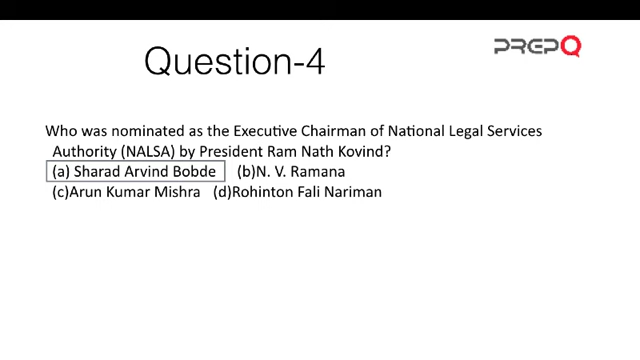 PREPQ
Question-4
Who was nominated as the Executive Chairman of National Legal Services
Authority (NALSA) by President Ram Nath Kovind?
(a) Sharad Arvind Bobde (b)N. V. Ramana
(c)Arun Kumar Mishra (d)Rohinton Fali Nariman